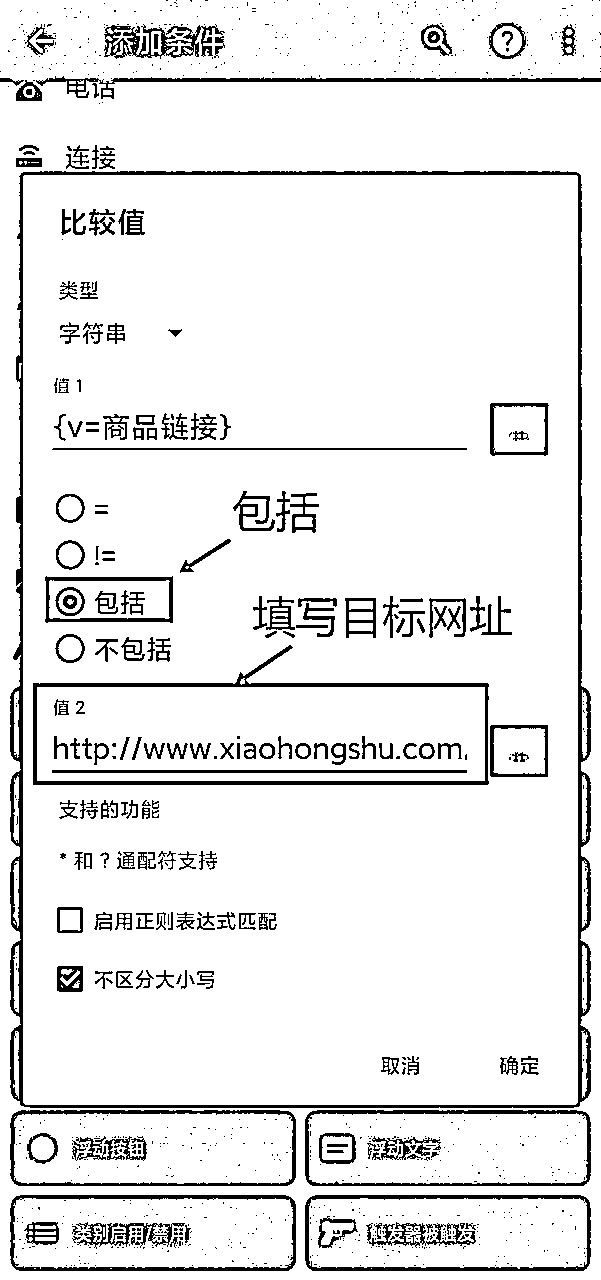 添加条件
电话
连接
比较值
类型
字符串
值 1
{v=商品链接}
=
包括
!=
包括
填写目标网址
不包括
值 2
http://www.xiaohongshu.com
支持的功能
* 和 ? 通配符支持
启用正则表达式匹配
不区分大小写
取消
确定
浮动按钮
浮动文字
类别启用/禁用
触发器被触发